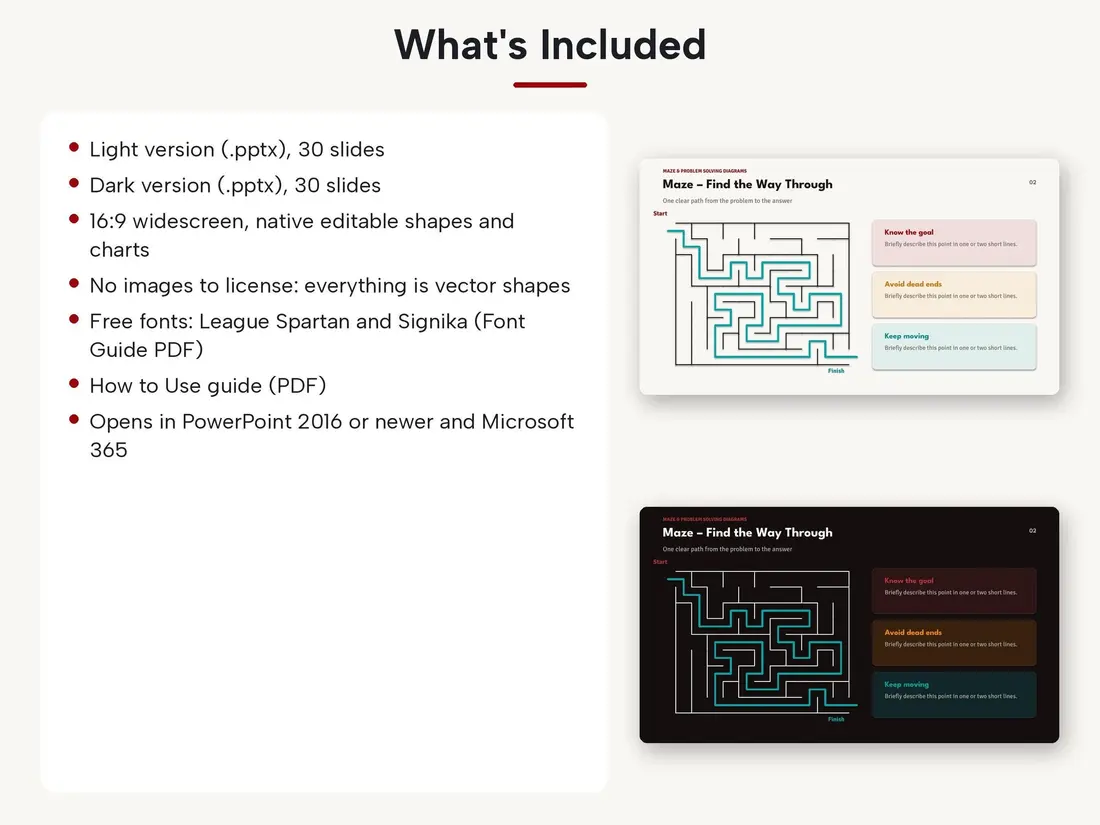 What's Included
Light version (.pptx), 30 slides
Dark version (.pptx), 30 slides
16:9 widescreen, native editable shapes and
charts
No images to license: everything is vector shapes
Free fonts: League Spartan and Signika (Font
Guide PDF)
How to Use guide (PDF)
Opens in PowerPoint 2016 or newer and Microsoft
365
MAZE & PROBLEM SOLVING DIAGRAMS
Maze – Find the Way Through
02
One clear path from the problem to the answer
Start
Know the goal
Briefly describe this point in one or two short lines.
Avoid dead ends
Briefly describe this point in one or two short lines.
Keep moving
Briefly describe this point in one or two short lines.
Finish
MAZE & PROBLEM SOLVING DIAGRAMS
Maze – Find the Way Through
02
One clear path from the problem to the answer
Start
Know the goal
Briefly describe this point in one or two short lines.
Avoid dead ends
Briefly describe this point in one or two short lines.
Keep moving
Briefly describe this point in one or two short lines.
Finish